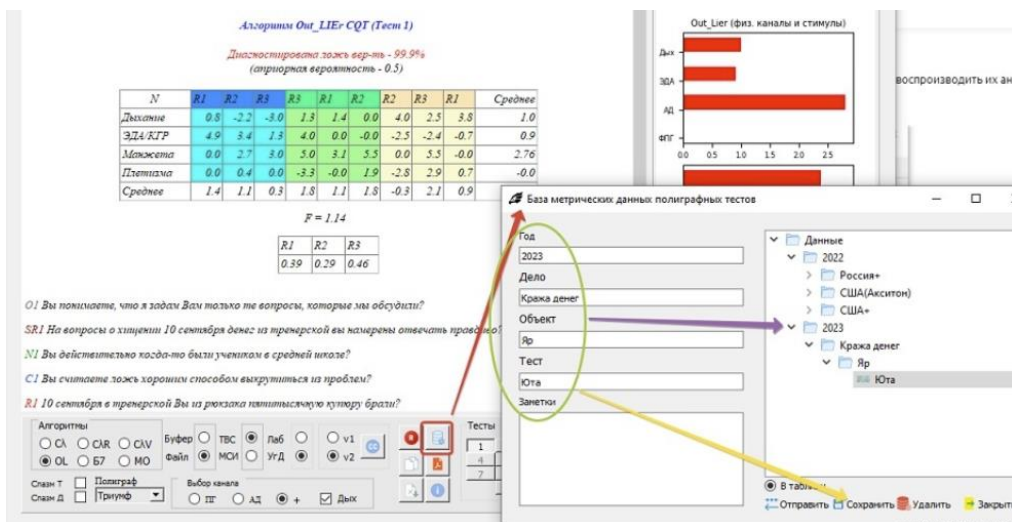 Алгоритм Out_LIEr CQT (Тест 1)
Диагностирована ложь вер-ть - 99.9%
(априорная вероятность - 0.5)
N R1 R2 R3 R3 R1 R2 R2 R3 R1 Среднее
Дыхание 0.8 -2.2 -3.0 1.3 1.4 0.0 4.0 2.5 3.8 1.0
ЭДА/КГР 4.9 3.4 1.3 4.0 0.0 -0.0 -2.5 -2.4 -0.7 0.9
Манжета 0.0 2.7 3.0 5.0 3.1 5.5 0.0 5.5 -0.0 2.76
Плетизма 0.0 0.4 0.0 -3.3 -0.0 1.9 -2.8 2.9 0.7 -0.0
Среднее 1.4 1.1 0.3 1.8 1.1 1.8 -0.3 2.1 0.9
F = 1.14
R1 R2 R3
0.39 0.29 0.46
O1 Вы понимаете, что я задам Вам только те вопросы, которые мы обсудили?
SR1 На вопросы о хищении 10 сентября денег из тренерской вы намерены отвечать правдиво?
N1 Вы действительно когда-то были учеником в средней школе?
C1 Вы считаете ложь хорошим способом выкрутиться из проблем?
R1 10 сентября в тренерской Вы из рюкзака пятитысячную купюру брали?
Out_Lier (физ. каналы и стимулы)
Дых
ЭДА
АД
ФПГ
0.0 0.5 1.0 1.5 2.0 2.5
воспроизводить их ан
База метрических данных полиграфных тестов
Год
2023
Дело
Кража денег
Объект
Яр
Тест
Юта
Заметки
Данные
2022
Россия+
США(Акситон)
США+
2023
Кража денег
Яр
Юта
В таблицы
Отправить Сохранить Удалить Закрыть
Алгоритмы
Cλ CλR CλV
OL Б7 МО
Буфер ТВС Лаб v1
Файл МСИ УгД v2
Тесты
1
4
7
Спазм Т Полиграф
Спазм Д Триумф
Выбор канала
ПГ АД + Дых